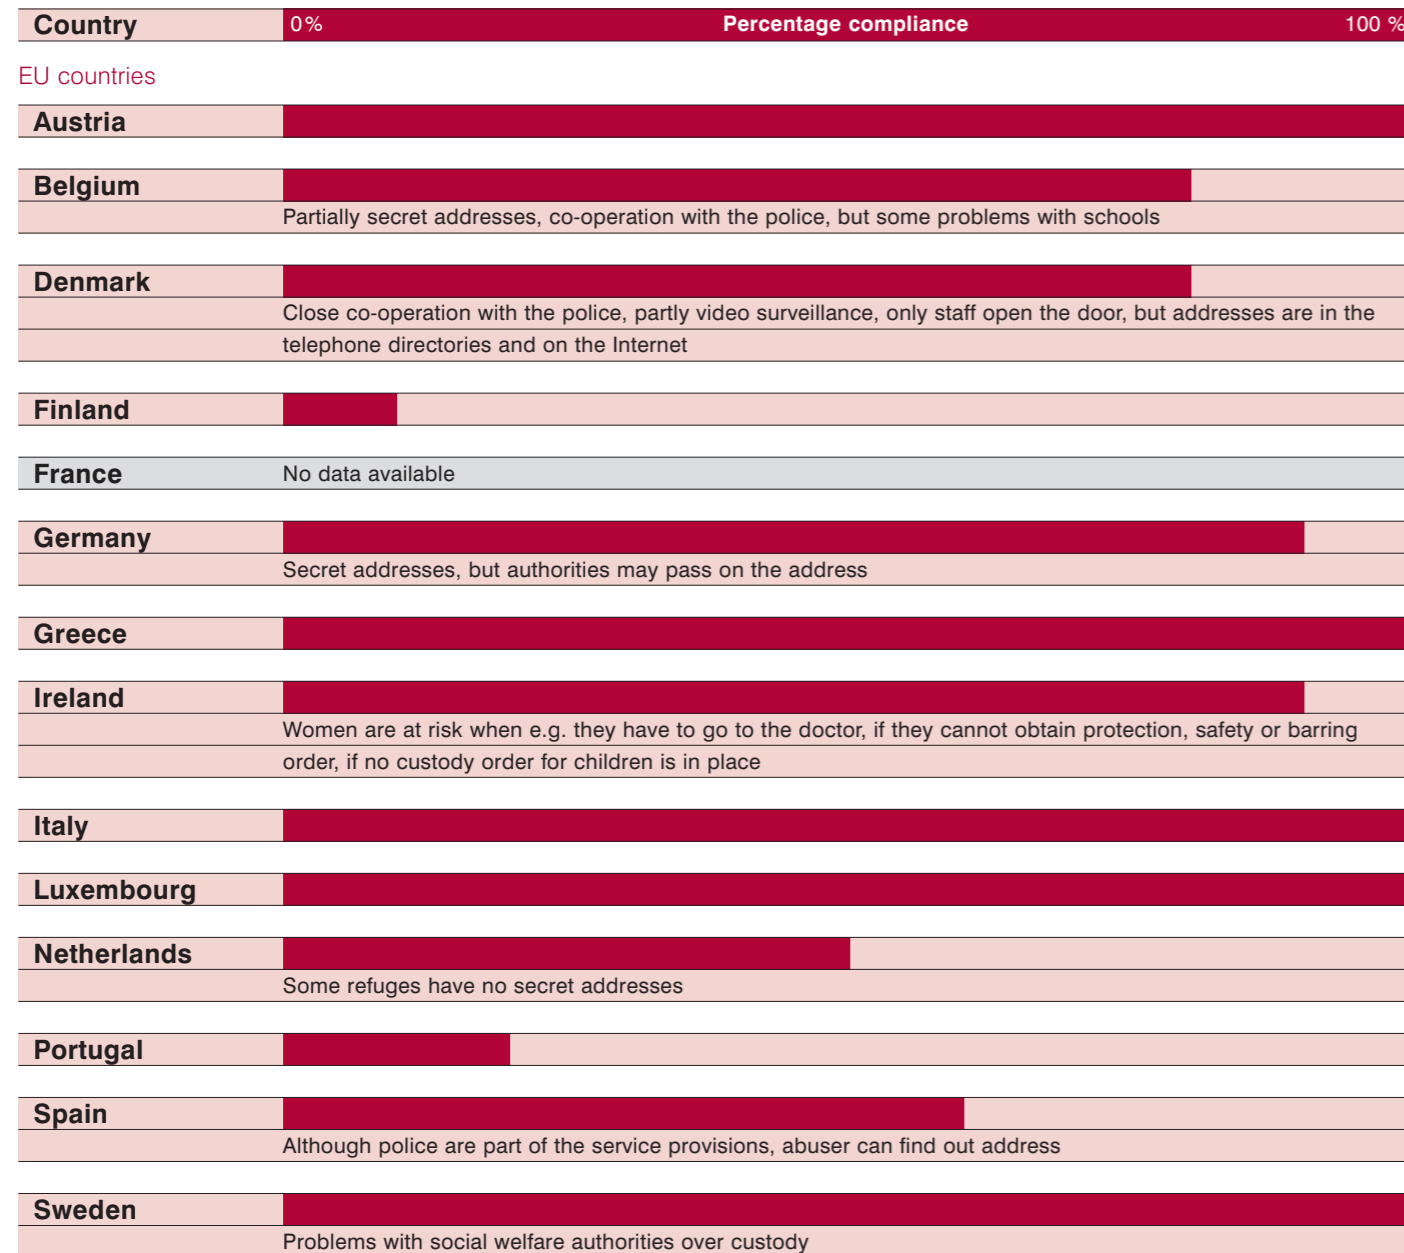 Country 0% Percentage compliance 100 %
EU countries
Austria
Belgium
Partially secret addresses, co-operation with the police, but some problems with schools
Denmark
Close co-operation with the police, partly video surveillance, only staff open the door, but addresses are in the
telephone directories and on the Internet
Finland
France No data available
Germany
Secret addresses, but authorities may pass on the address
Greece
Ireland
Women are at risk when e.g. they have to go to the doctor, if they cannot obtain protection, safety or barring
order, if no custody order for children is in place
Italy
Luxembourg
Netherlands
Some refuges have no secret addresses
Portugal
Spain
Although police are part of the service provisions, abuser can find out address
Sweden
Problems with social welfare authorities over custody